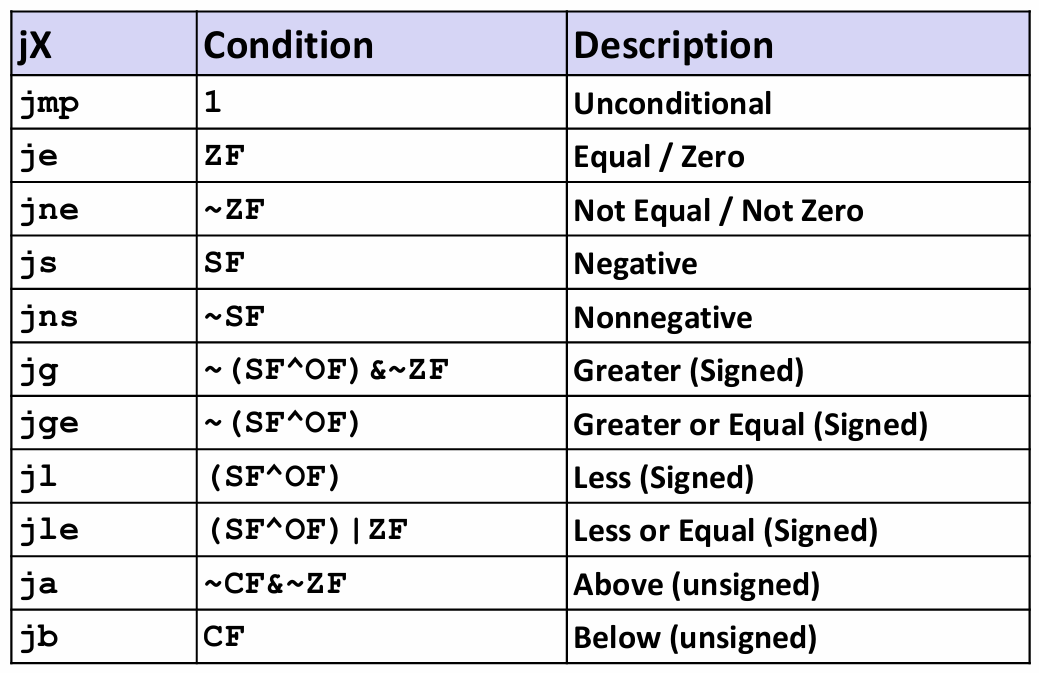 jX Condition Description
jmp 1 Unconditional
je ZF Equal / Zero
jne ~ZF Not Equal / Not Zero
js SF Negative
jns ~SF Nonnegative
jg ~(SF^OF)&~ZF Greater (Signed)
jge ~(SF^OF) Greater or Equal (Signed)
jl (SF^OF) Less (Signed)
jle (SF^OF)|ZF Less or Equal (Signed)
ja ~CF&~ZF Above (unsigned)
jb CF Below (unsigned)